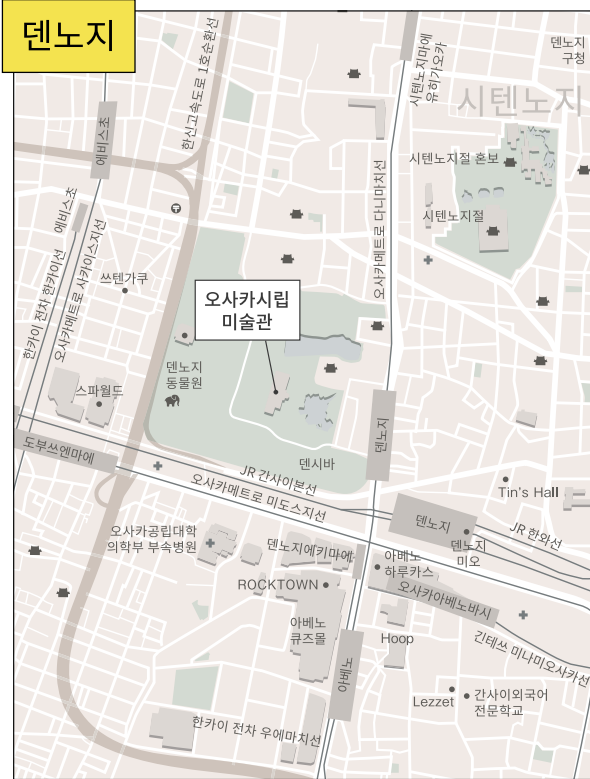 덴노지
한신고속도로 1호순환선
시텐노지마에
유히가오카
덴노지
구청
시텐노지
에비스초
시텐노지절 혼보
시텐노지절
에비스초
한카이 전차 한카이선
오사카메트로 사카이스지선
오사카메트로 다니마치선
쓰텐가쿠
오사카시립
미술관
덴노지
동물원
스파월드
덴노지
도부쓰엔마에
덴시바
JR 간사이본선
오사카메트로 미도스지선
Tin's Hall
덴노지
JR 한와선
덴노지
미오
오사카공립대학
의학부 부속병원
덴노지에키마에
아베노
하루카스
ROCKTOWN
오사카아베노바시
아베노
큐즈몰
Hoop
긴테쓰 미나미오사카선
아베노
Lezzet
간사이외국어
전문학교
한카이 전차 우에마치선